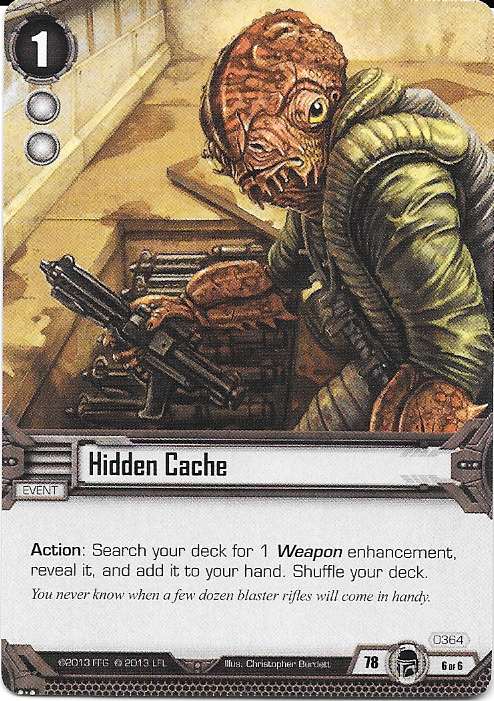 1
Hidden Cache
EVENT
Action: Search your deck for 1 Weapon enhancement,
reveal it, and add it to your hand. Shuffle your deck.
You never know when a few dozen blaster rifles will come in handy.
0364
©2013 FFG © 2013 LFL
Illus. Christopher Burdett
78
6 OF 6